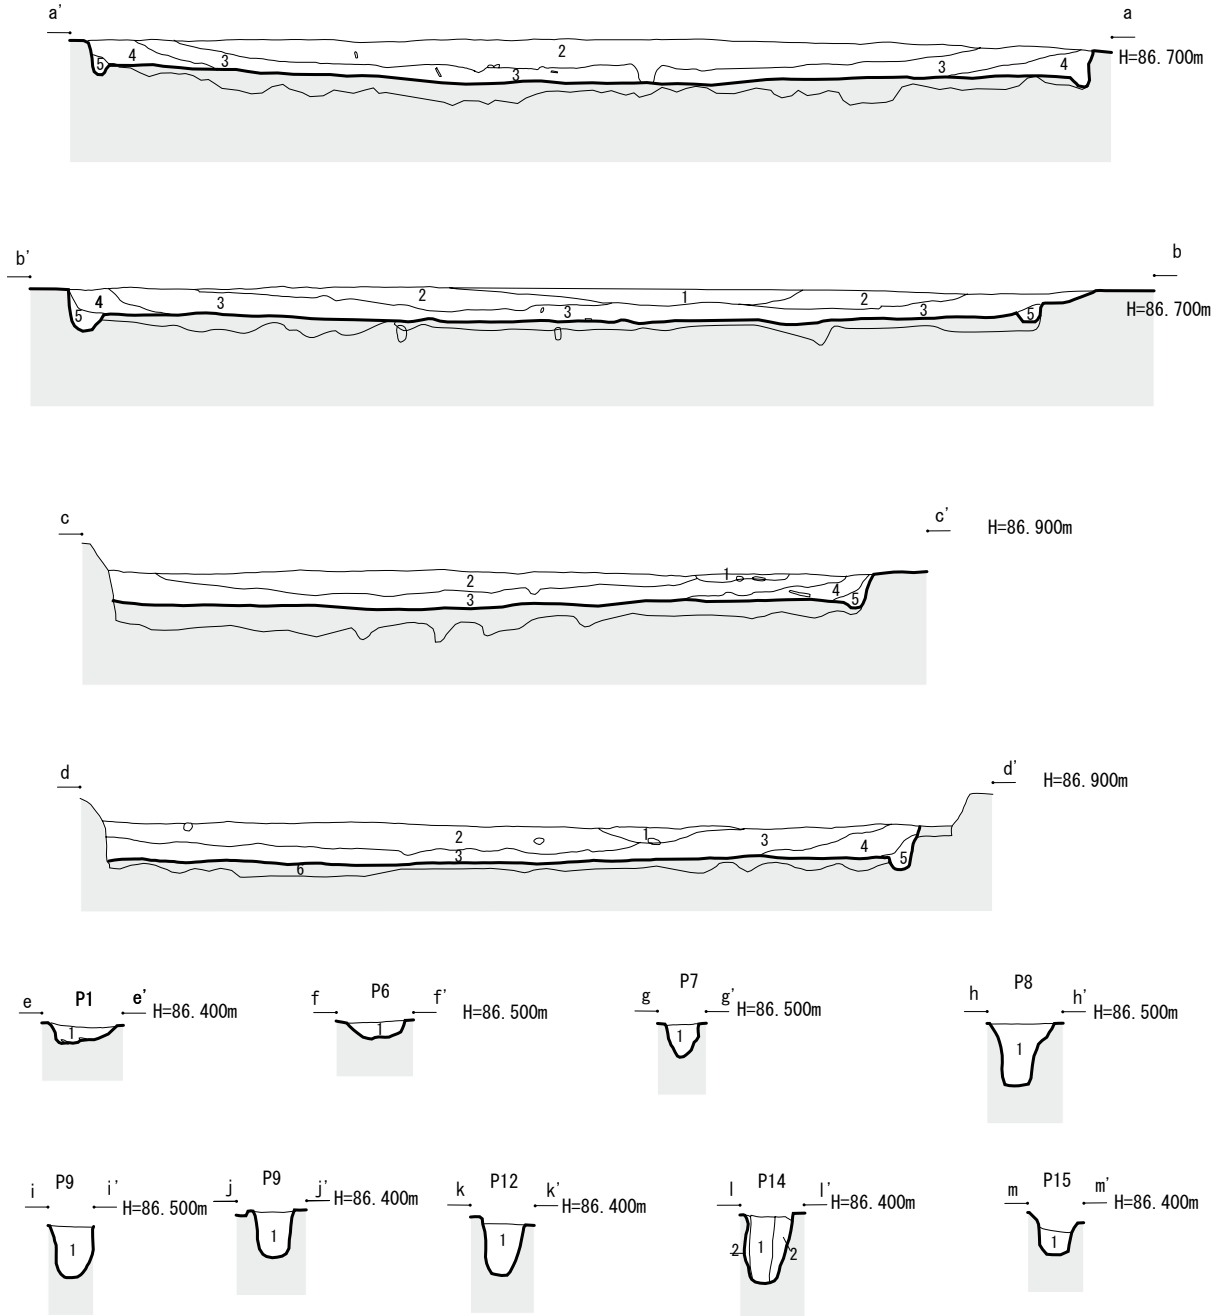 a'
a
H=86.700m
5 4 3 2 3 3 4
b'
b
H=86.700m
5 4 3 2 3 1 2 3 5
c
c'
H=86.900m
2 3 1 4 5
d
d'
H=86.900m
2 3 6 1 3 4 5
e P1 e' H=86.400m
1
f P6 f' H=86.500m
1
g P7 g' H=86.500m
1
h P8 h' H=86.500m
1
i P9 i' H=86.500m
1
j P9 j' H=86.400m
1
k P12 k' H=86.400m
1
l P14 l' H=86.400m
2 1 2
m P15 m' H=86.400m
1